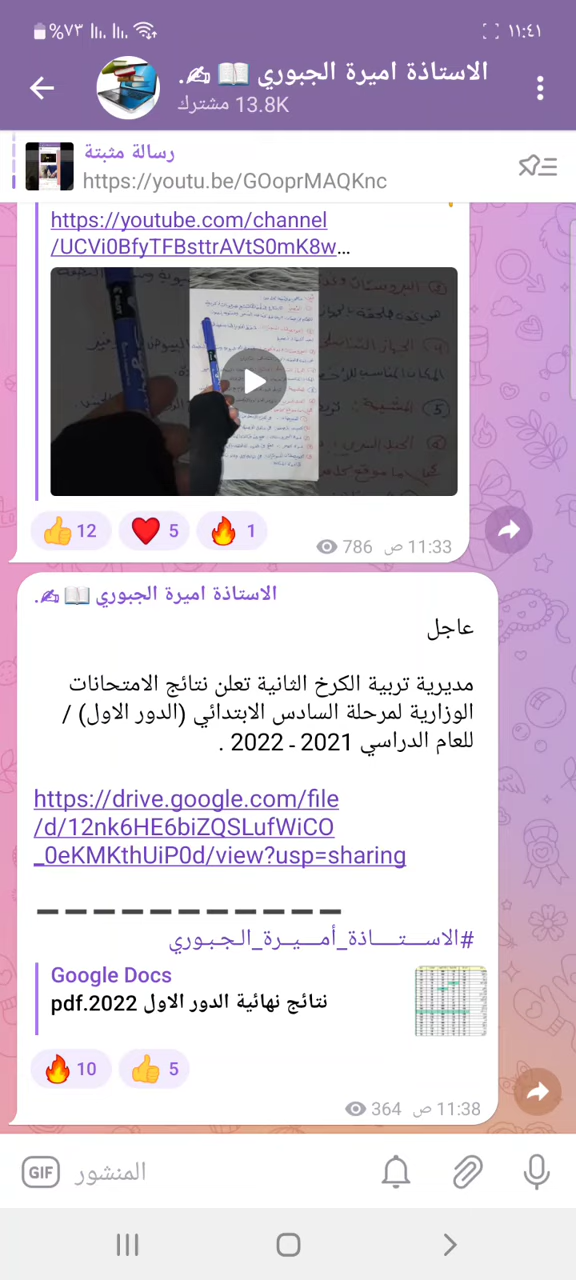 ١١:٤١
%٧٣
الاستاذة اميرة الجبوري 📖✍.
13.8K مشترك
رسالة مثبتة
https://youtu.be/GOoprMAQKnc
https://youtube.com/channel
/UCVi0BfyTFBsttrAVtS0mK8w...
👍 12 ❤ 5 🔥 1
786 11:33 ص
الاستاذة اميرة الجبوري 📖✍.
عاجل
مديرية تربية الكرخ الثانية تعلن نتائج الامتحانات
الوزارية لمرحلة السادس الابتدائي (الدور الاول) /
للعام الدراسي 2021 - 2022 .
https://drive.google.com/file
/d/12nk6HE6biZQSLufWiCO
_0eKMKthUiP0d/view?usp=sharing
#الاســـتـــــاذة_أمـــيـــرة_الـجـبـوري
Google Docs
نتائج نهائية الدور الاول 2022.pdf
🔥 10 👍 5
364 11:38 ص
GIF
المنشور